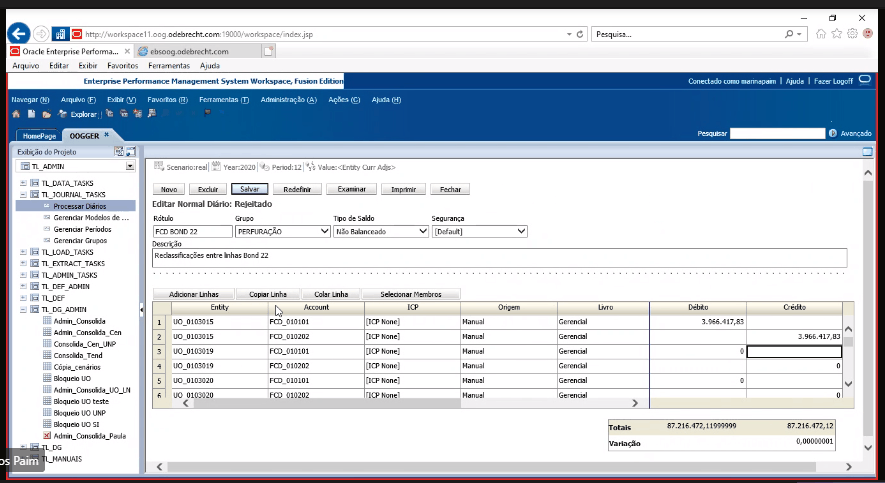 http://workspace11.oog.odebrecht.com:19000/workspace/index.jsp
Pesquisa...
Oracle Enterprise Performa...
ebsoog.odebrecht.com
Arquivo Editar Exibir Favoritos Ferramentas Ajuda
Enterprise Performance Management System Workspace, Fusion Edition
Conectado como mannapaim | Ajuda | Fazer Logoff
Navegar (N) Arquivo (F) Exibir (V) Favoritos (R) Ferramentas (T) Administração (A) Ações (C) Ajuda (H)
Explorar
HomePage OOGGER
Pesquisar Avançado
Exibição do Projeto
TL_ADMIN
TL_DATA_TASKS
TL_JOURNAL_TASKS
Processar Diários
Gerenciar Modelos de ...
Gerenciar Períodos
Gerenciar Grupos
TL_LOAD_TASKS
TL_EXTRACT_TASKS
TL_ADMIN_TASKS
TL_DEF_ADMIN
TL_DEF
TL_DG_ADMIN
Admin_Consolida
Admin_Consolida_Cen
Consolida_Cen_UNP
Consolida_Tend
Cópia_cenários
Bloqueio UO
Admin_Consolida_UO_LN
Bloqueio UO teste
Bloqueio UO UNP
Bloqueio UO SI
Admin_Consolida_Paula
TL_DG
TL_MANUAIS
os Paim
Scenario:real Year:2020 Period:12 Value:<Entity Curr Adjs>
Novo Excluir Salvar Redefinir Examinar Imprimir Fechar
Editar Normal Diário: Rejeitado
Rótulo Grupo Tipo de Saldo Segurança
FCD BOND 22 PERFURAÇÃO Não Balanceado [Default]
Descrição
Reclassificações entre linhas Bond 22
Adicionar Linhas Copiar Linha Colar Linha Selecionar Membros
Entity Account ICP Origem Livro Débito Crédito
1 UO_0103015 FCD_010101 [ICP None] Manual Gerencial 3.966.417,83
2 UO_0103015 FCD_010202 [ICP None] Manual Gerencial 3.966.417,83
3 UO_0103019 FCD_010101 [ICP None] Manual Gerencial 0
4 UO_0103019 FCD_010202 [ICP None] Manual Gerencial 0
5 UO_0103020 FCD_010101 [ICP None] Manual Gerencial 0
6 UO_0103020 FCD_010202 [ICP None] Manual Gerencial 0
Totais 87.216.472,11999999 87.216.472,12
Variação 0,00000001